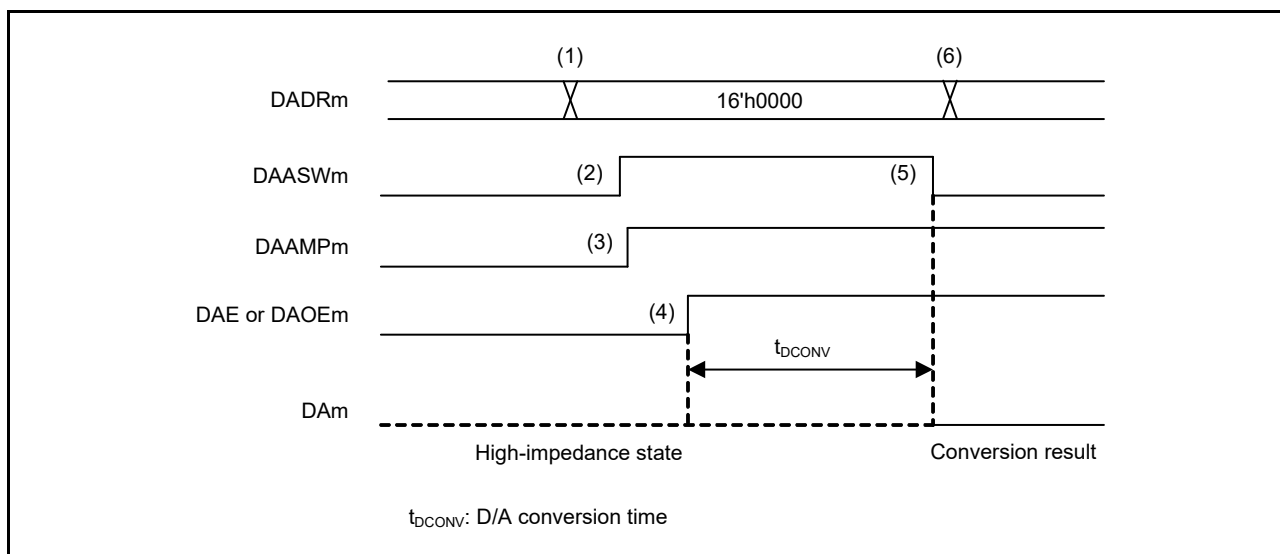 (1) (6)
DADRm 16'h0000
DAASWm (2) (5)
DAAMPm (3)
DAE or DAOEm (4)
tDCONV
DAm
High-impedance state Conversion result
tDCONV: D/A conversion time